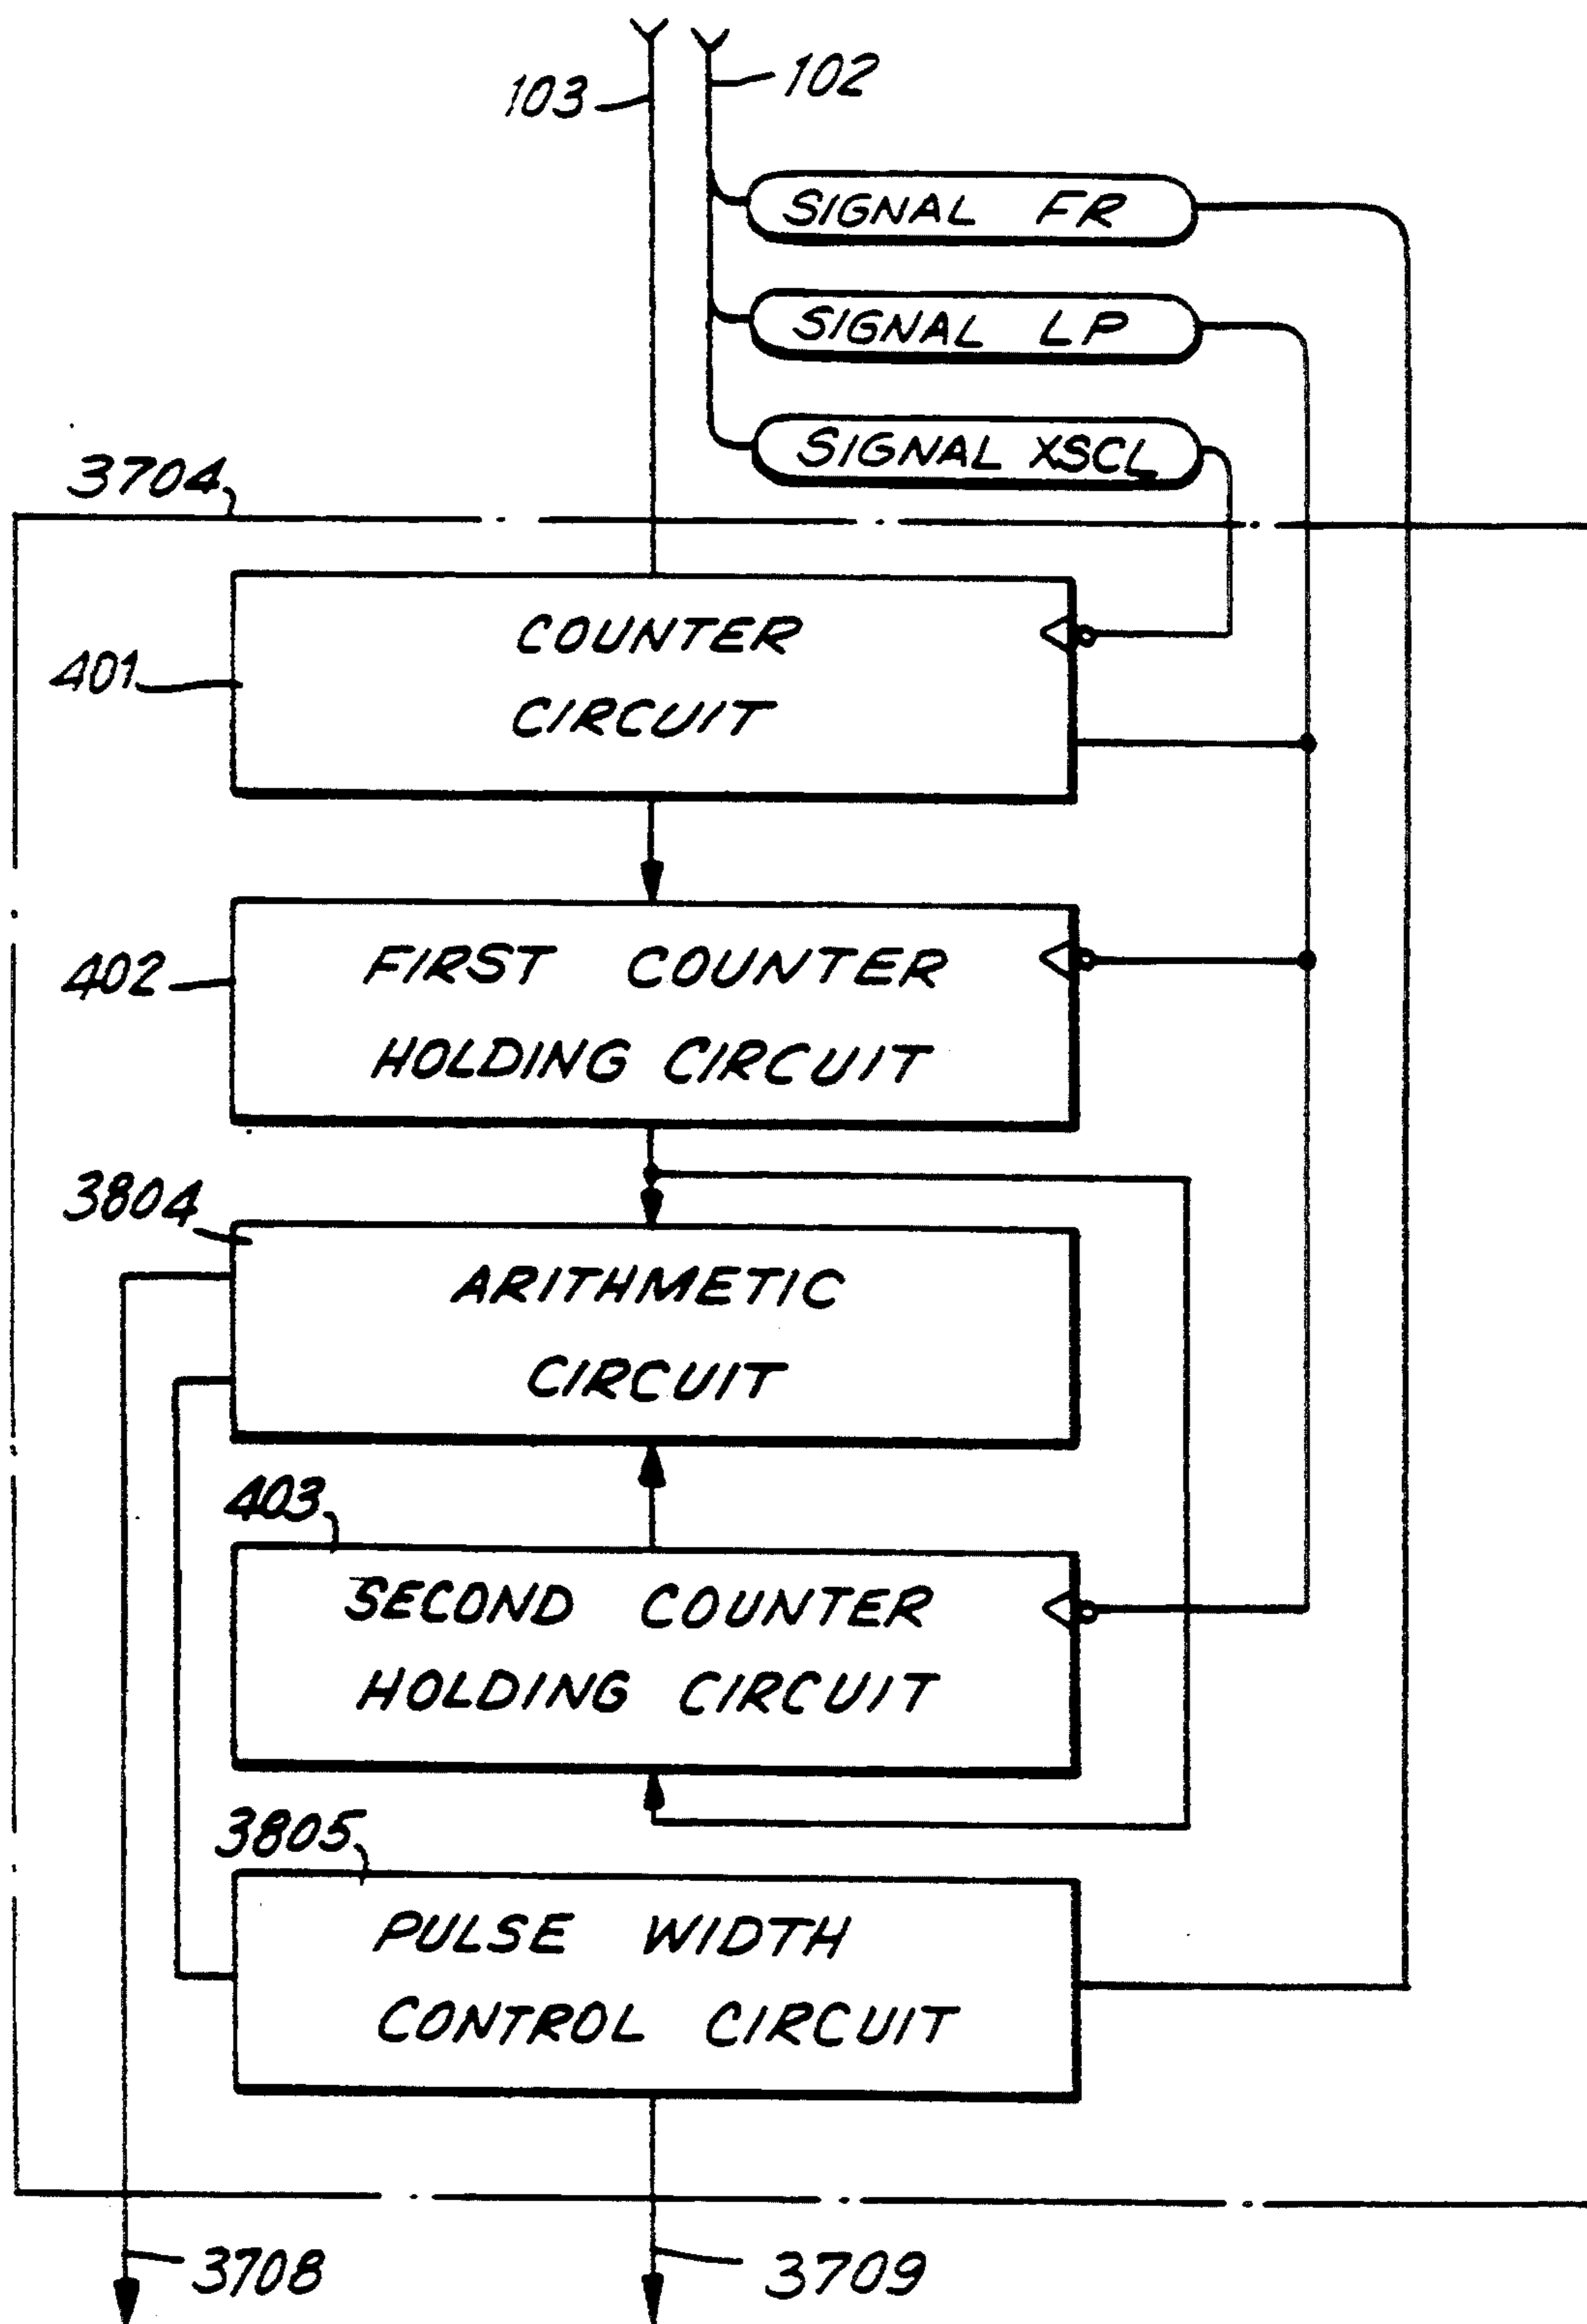 103
102
SIGNAL FR
SIGNAL LP
SIGNAL XSCL
3704
COUNTER
CIRCUIT
401
FIRST COUNTER
HOLDING CIRCUIT
402
3804
ARITHMETIC
CIRCUIT
403
SECOND COUNTER
HOLDING CIRCUIT
3805
PULSE WIDTH
CONTROL CIRCUIT
3708
3709